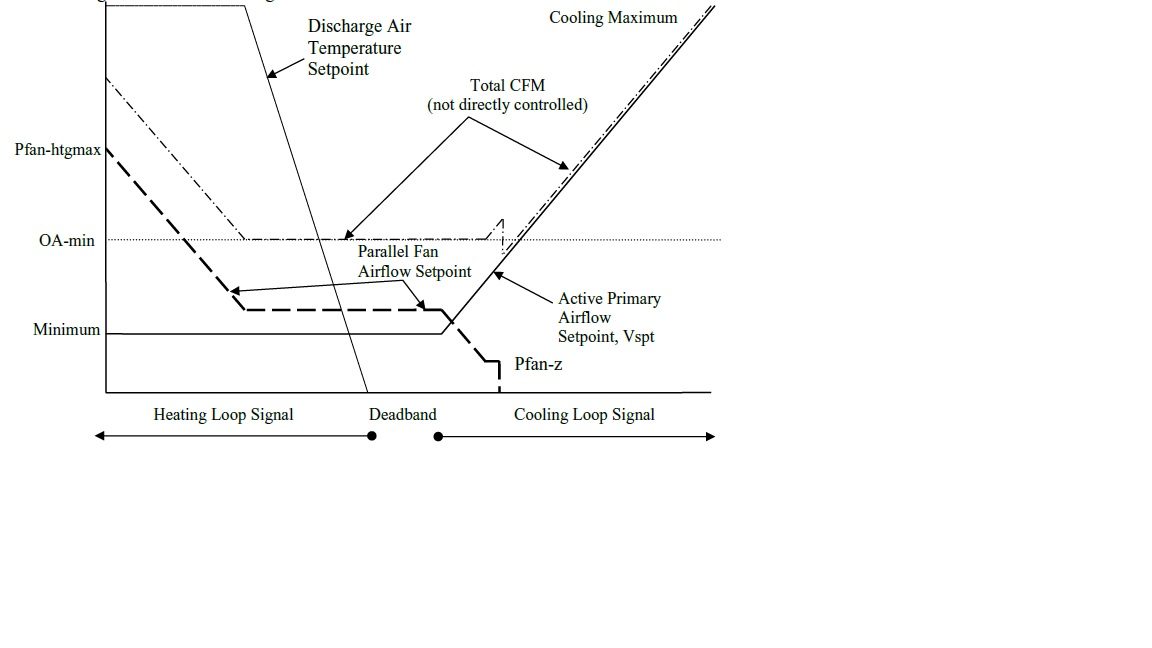 Cooling Maximum
Discharge Air
Temperature
Setpoint
Total CFM
(not directly controlled)
Pfan-htgmax
OA-min
Parallel Fan
Airflow Setpoint
Active Primary
Airflow
Setpoint, Vspt
Minimum
Pfan-z
Heating Loop Signal
Deadband
Cooling Loop Signal